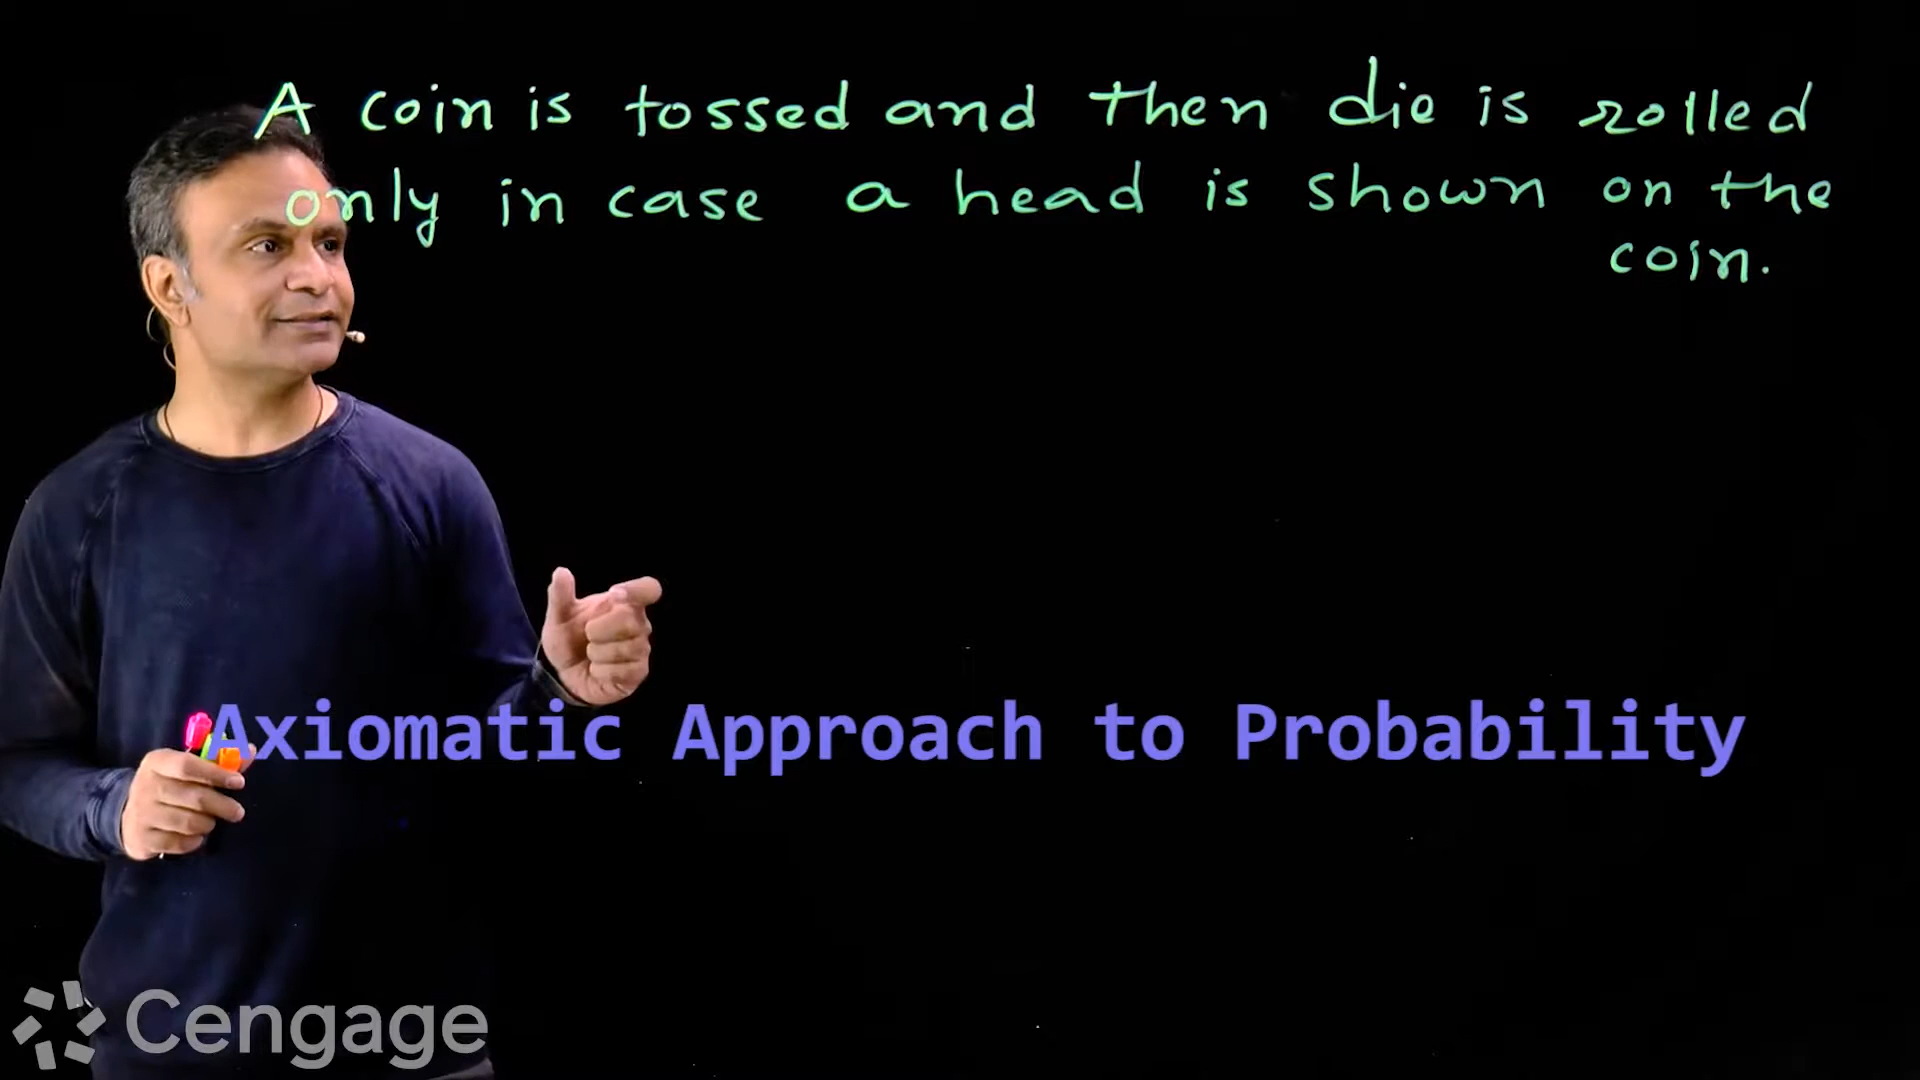 A coin is tossed and then die is rolled
only in case a head is shown on the
coin.
Axiomatic Approach to Probability
Cengage